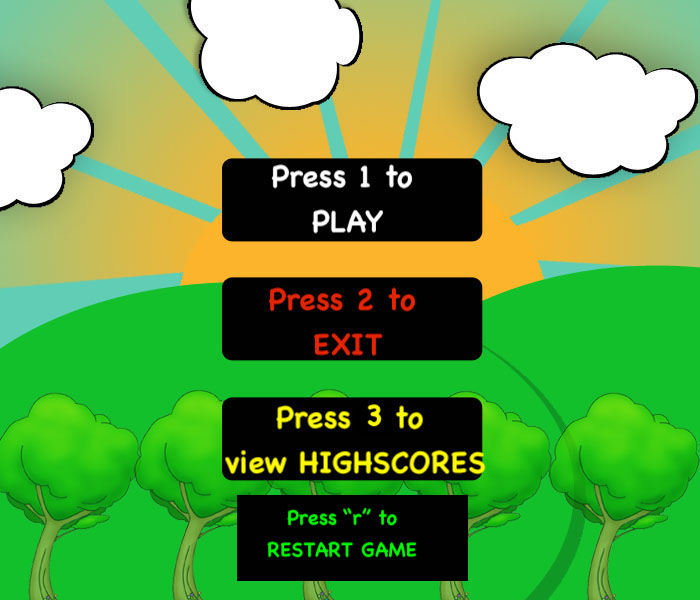 Press 1 to
PLAY
Press 2 to
EXIT
Press 3 to
view HIGHSCORES
Press “r” to
RESTART GAME